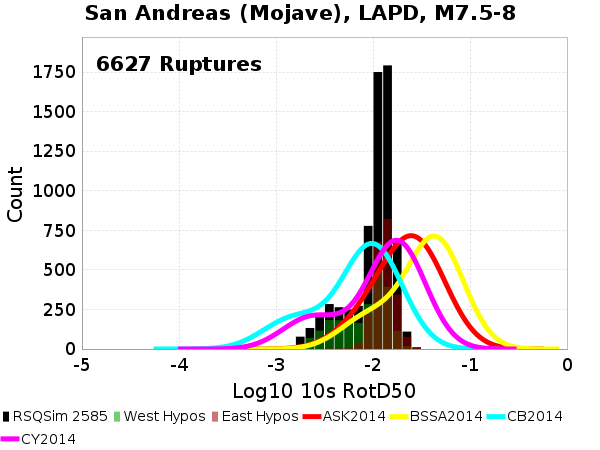 San Andreas (Mojave), LAPD, M7.5-8
6627 Ruptures
Count
1750
1500
1250
1000
750
500
250
0
-5 -4 -3 -2 -1 0
Log10 10s RotD50
RSQSim 2585 West Hypos East Hypos ASK2014 BSSA2014 CB2014
CY2014